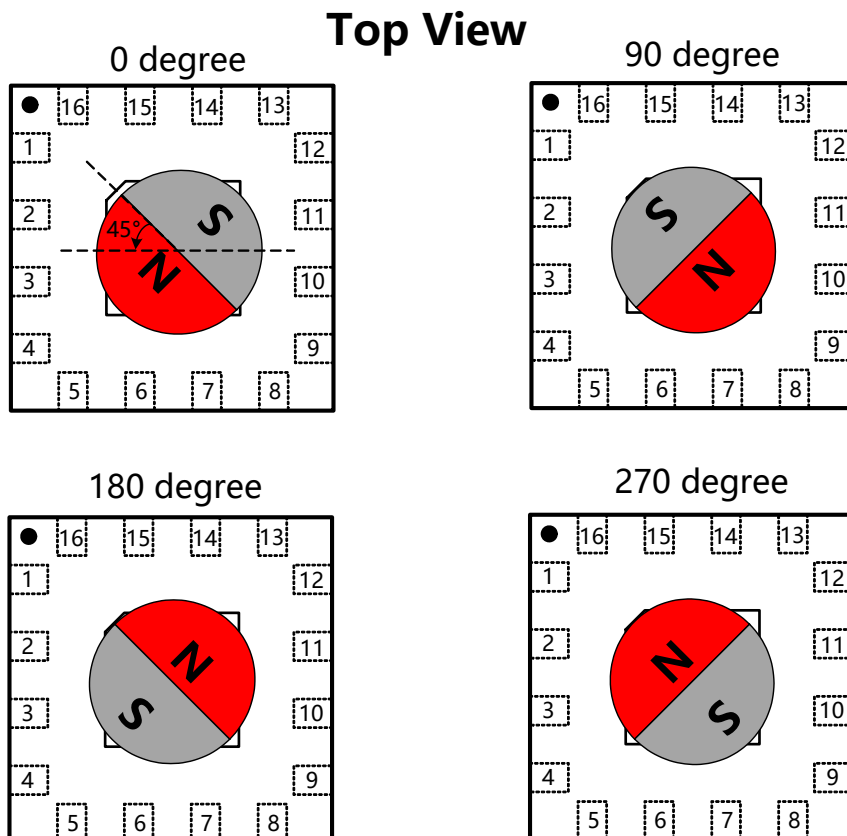 Top View
0 degree
90 degree
16 15 14 13
1 12
2 11
3 10
4 9
5 6 7 8
S
45°
N
16 15 14 13
1 12
2 11
3 10
4 9
5 6 7 8
S
N
180 degree
270 degree
16 15 14 13
1 12
2 11
3 10
4 9
5 6 7 8
N
S
16 15 14 13
1 12
2 11
3 10
4 9
5 6 7 8
N
S